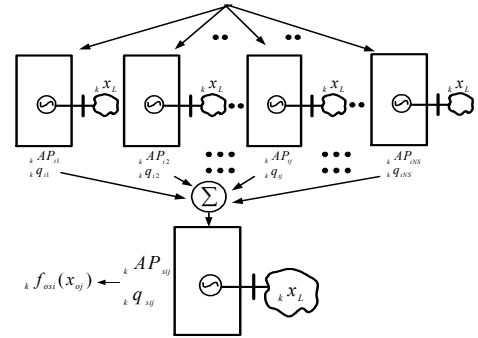 k x L k x L k x L k x L
k AP i1 k AP i2 k AP ij k AP iNS
k q i1 k q i2 k q ij k q iNS
Σ
k AP sij
k f osi (x oj) k q sij
k x L